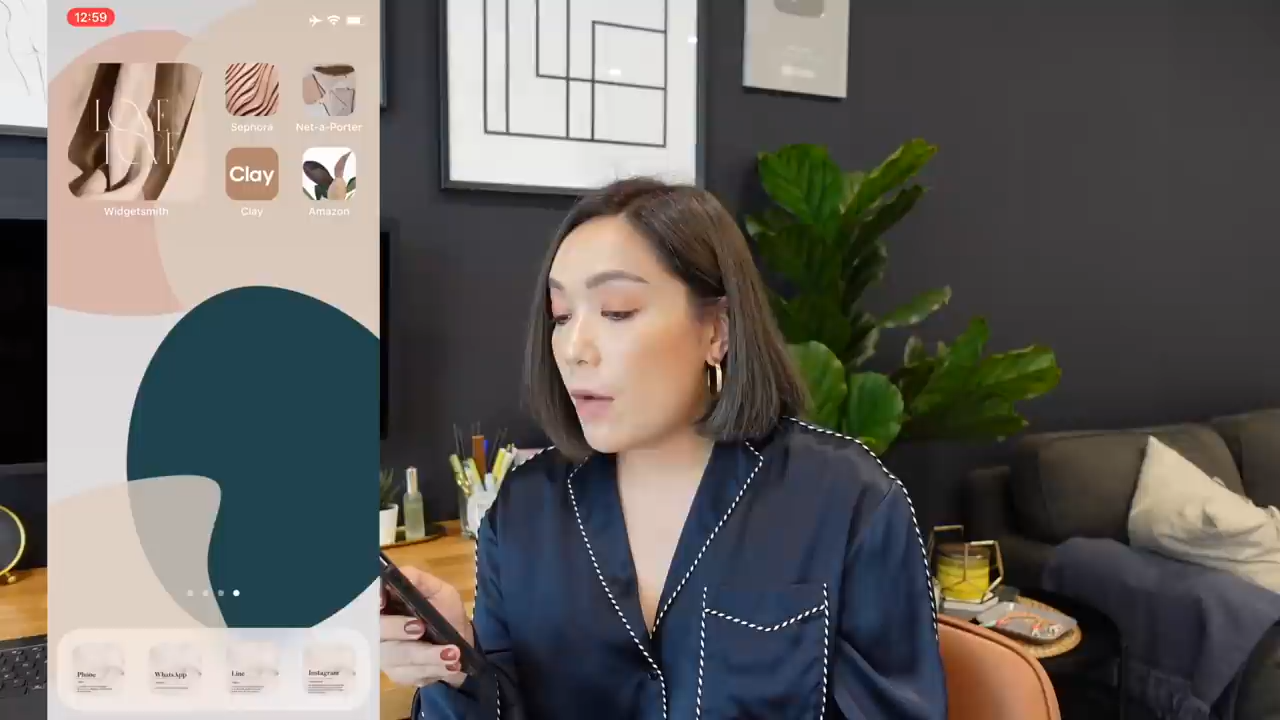 12:59
LOVE
LOVE
Sephora
Net-a-Porter
Clay
Widgetsmith
Clay
Amazon
Phone
WhatsApp
Line
Instagram